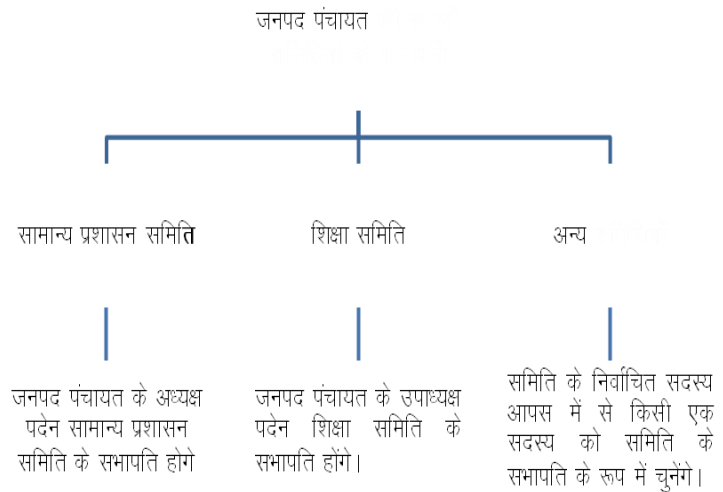 जनपद पंचायत
सामान्य प्रशासन समिति
शिक्षा समिति
अन्य
जनपद पंचायत के अध्यक्ष
पदेन सामान्य प्रशासन
समिति के सभापति होगे
जनपद पंचायत के उपाध्यक्ष
पदेन शिक्षा समिति के
सभापति होंगे।
समिति के निर्वाचित सदस्य
आपस में से किसी एक
सदस्य को समिति के
सभापति के रूप में चुनेंगे।